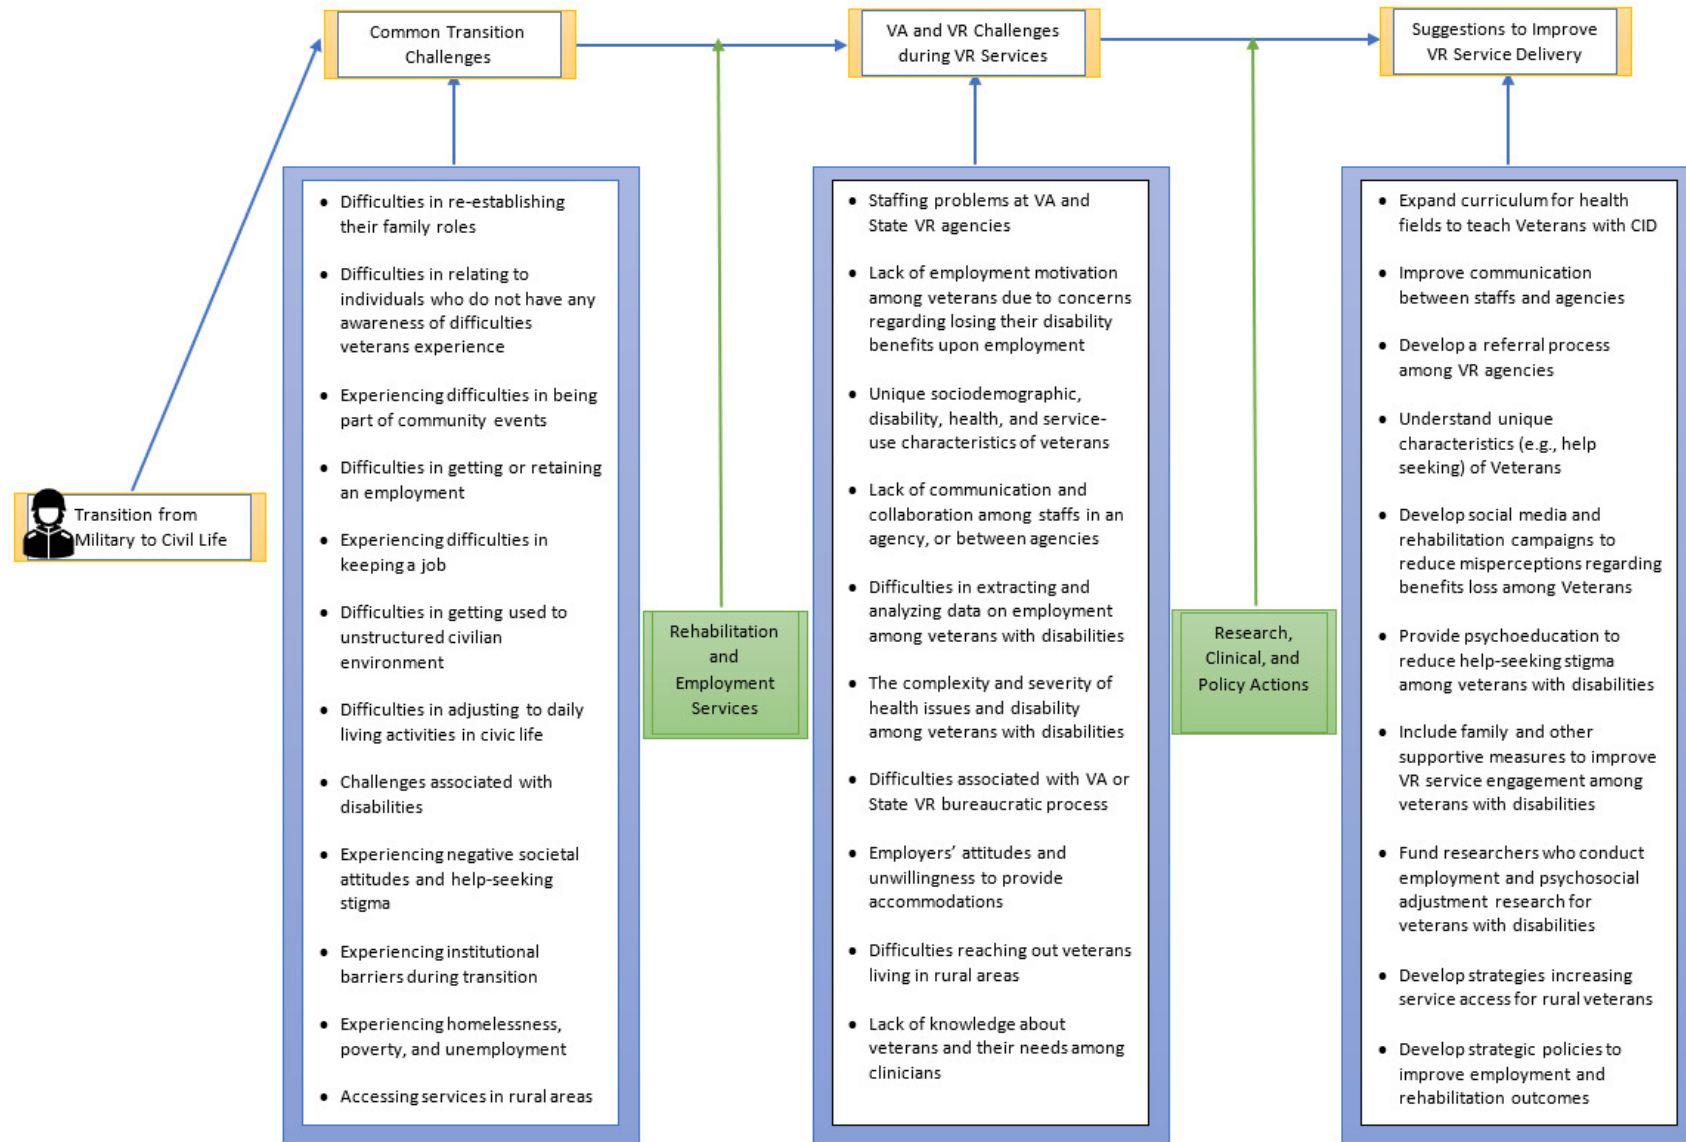 Common Transition
Challenges
VA and VR Challenges
during VR Services
Suggestions to Improve
VR Service Delivery
Transition from
Military to Civil Life
• Difficulties in re-establishing
their family roles
• Difficulties in relating to
individuals who do not have any
awareness of difficulties
veterans experience
• Experiencing difficulties in being
part of community events
• Difficulties in getting or retaining
an employment
• Experiencing difficulties in
keeping a job
• Difficulties in getting used to
unstructured civilian
environment
• Difficulties in adjusting to daily
living activities in civic life
• Challenges associated with
disabilities
• Experiencing negative societal
attitudes and help-seeking
stigma
• Experiencing institutional
barriers during transition
• Experiencing homelessness,
poverty, and unemployment
• Accessing services in rural areas
Rehabilitation
and
Employment
Services
• Staffing problems at VA and
State VR agencies
• Lack of employment motivation
among veterans due to concerns
regarding losing their disability
benefits upon employment
• Unique sociodemographic,
disability, health, and service-
use characteristics of veterans
• Lack of communication and
collaboration among staffs in an
agency, or between agencies
• Difficulties in extracting and
analyzing data on employment
among veterans with disabilities
• The complexity and severity of
health issues and disability
among veterans with disabilities
• Difficulties associated with VA or
State VR bureaucratic process
• Employers’ attitudes and
unwillingness to provide
accommodations
• Difficulties reaching out veterans
living in rural areas
• Lack of knowledge about
veterans and their needs among
clinicians
Research,
Clinical, and
Policy Actions
• Expand curriculum for health
fields to teach Veterans with CID
• Improve communication
between staffs and agencies
• Develop a referral process
among VR agencies
• Understand unique
characteristics (e.g., help
seeking) of Veterans
• Develop social media and
rehabilitation campaigns to
reduce misperceptions regarding
benefits loss among Veterans
• Provide psychoeducation to
reduce help-seeking stigma
among veterans with disabilities
• Include family and other
supportive measures to improve
VR service engagement among
veterans with disabilities
• Fund researchers who conduct
employment and psychosocial
adjustment research for
veterans with disabilities
• Develop strategies increasing
service access for rural veterans
• Develop strategic policies to
improve employment and
rehabilitation outcomes